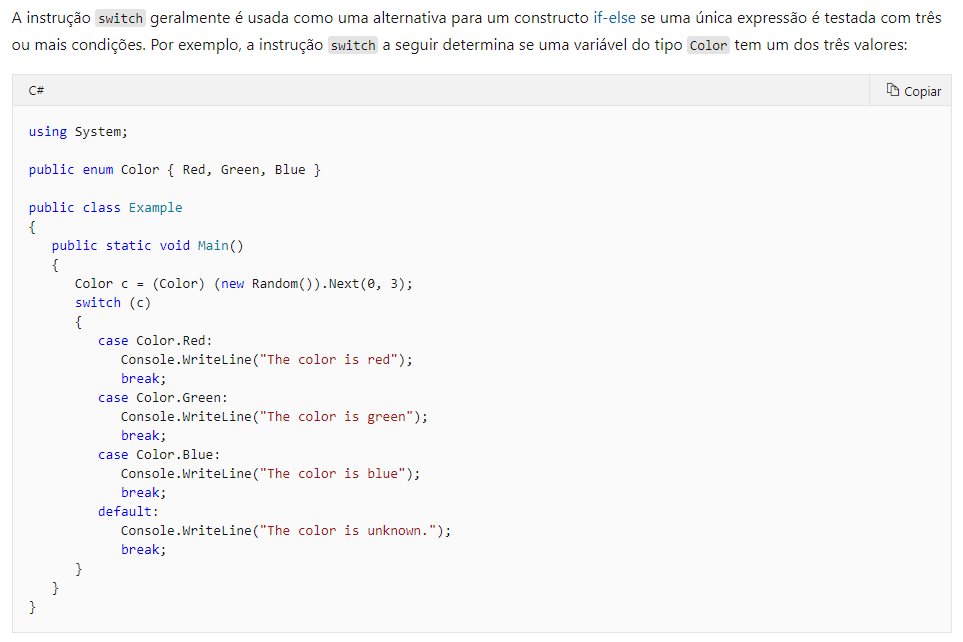 A instrução switch geralmente é usada como uma alternativa para um constructo if-else se uma única expressão é testada com três
ou mais condições. Por exemplo, a instrução switch a seguir determina se uma variável do tipo Color tem um dos três valores:
C# Copiar
using System;
public enum Color { Red, Green, Blue }
public class Example
{
   public static void Main()
   {
      Color c = (Color) (new Random()).Next(0, 3);
      switch (c)
      {
         case Color.Red:
            Console.WriteLine("The color is red");
            break;
         case Color.Green:
            Console.WriteLine("The color is green");
            break;
         case Color.Blue:
            Console.WriteLine("The color is blue");
            break;
         default:
            Console.WriteLine("The color is unknown.");
            break;
      }
   }
}